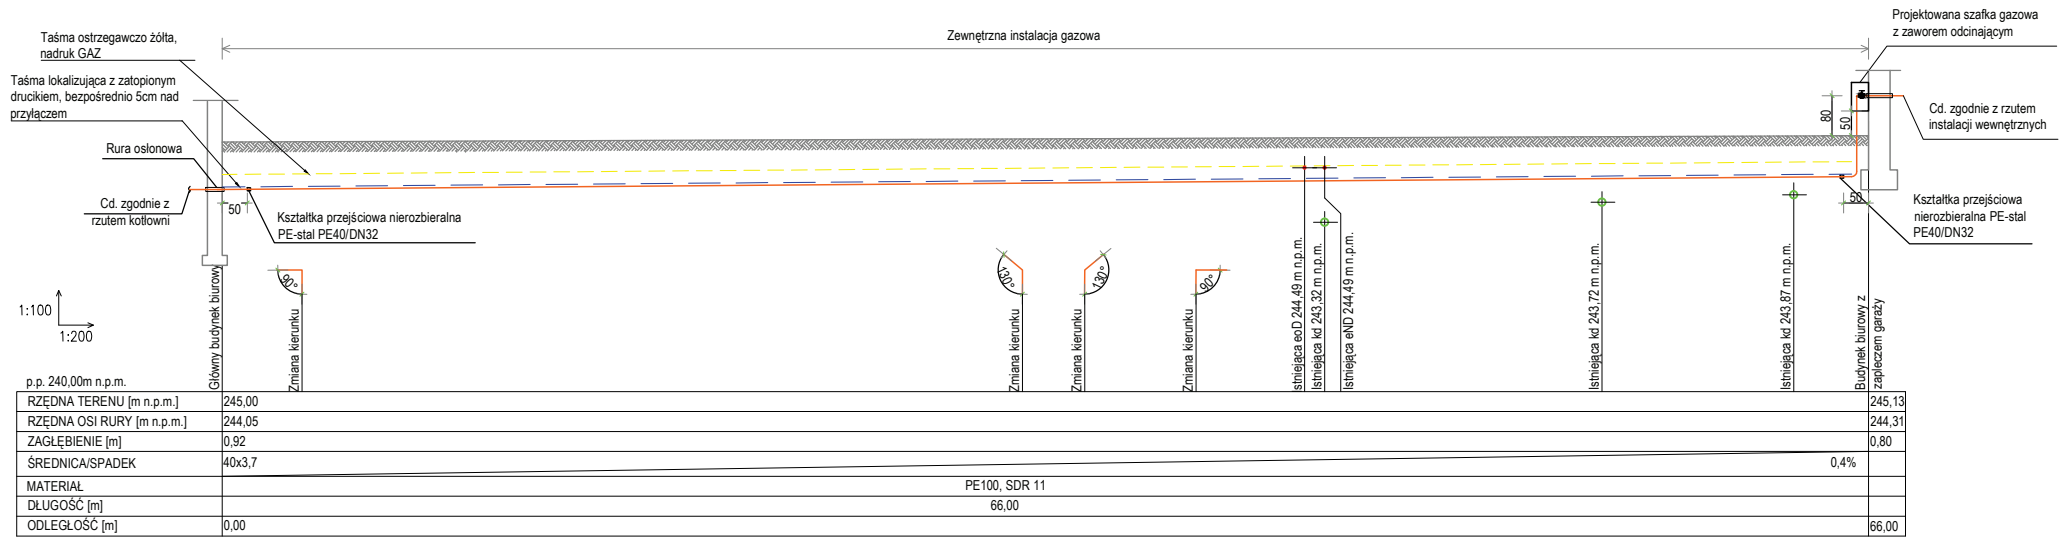 Projektowana szafka gazowa
z zaworem odcinającym
Zewnętrzna instalacja gazowa
Taśma ostrzegawczo żółta,
nadruk GAZ
Taśma lokalizująca z zatopionym
drucikiem, bezpośrednio 5cm nad
przyłączem
Rura osłonowa
Cd. zgodnie z
rzutem kotłowni
50
Kształtka przejściowa nierozbieralna
PE-stal PE40/DN32
80
50
Cd. zgodnie z rzutem
instalacji wewnętrznych
50
Kształtka przejściowa
nierozbieralna PE-stal
PE40/DN32
90°
130°
130°
90°
1:100
1:200
Główny budynek biurowy
Zmiana kierunku
Zmiana kierunku
Zmiana kierunku
Zmiana kierunku
stniejąca eoD 244,49 m n.p.m.
Istniejąca kd 243,32 m n.p.m.
Istniejąca eND 244,49 m n.p.m.
Istniejąca kd 243,72 m n.p.m.
Istniejąca kd 243,87 m n.p.m.
Budynek biurowy z
zapleczem garaży
p.p. 240,00m n.p.m.
RZĘDNA TERENU [m n.p.m.] 245,00 245,13
RZĘDNA OSI RURY [m n.p.m.] 244,05 244,31
ZAGŁĘBIENIE [m] 0,92 0,80
ŚREDNICA/SPADEK 40x3,7 0,4%
MATERIAŁ PE100, SDR 11
DŁUGOŚĆ [m] 66,00
ODLEGŁOŚĆ [m] 0,00 66,00